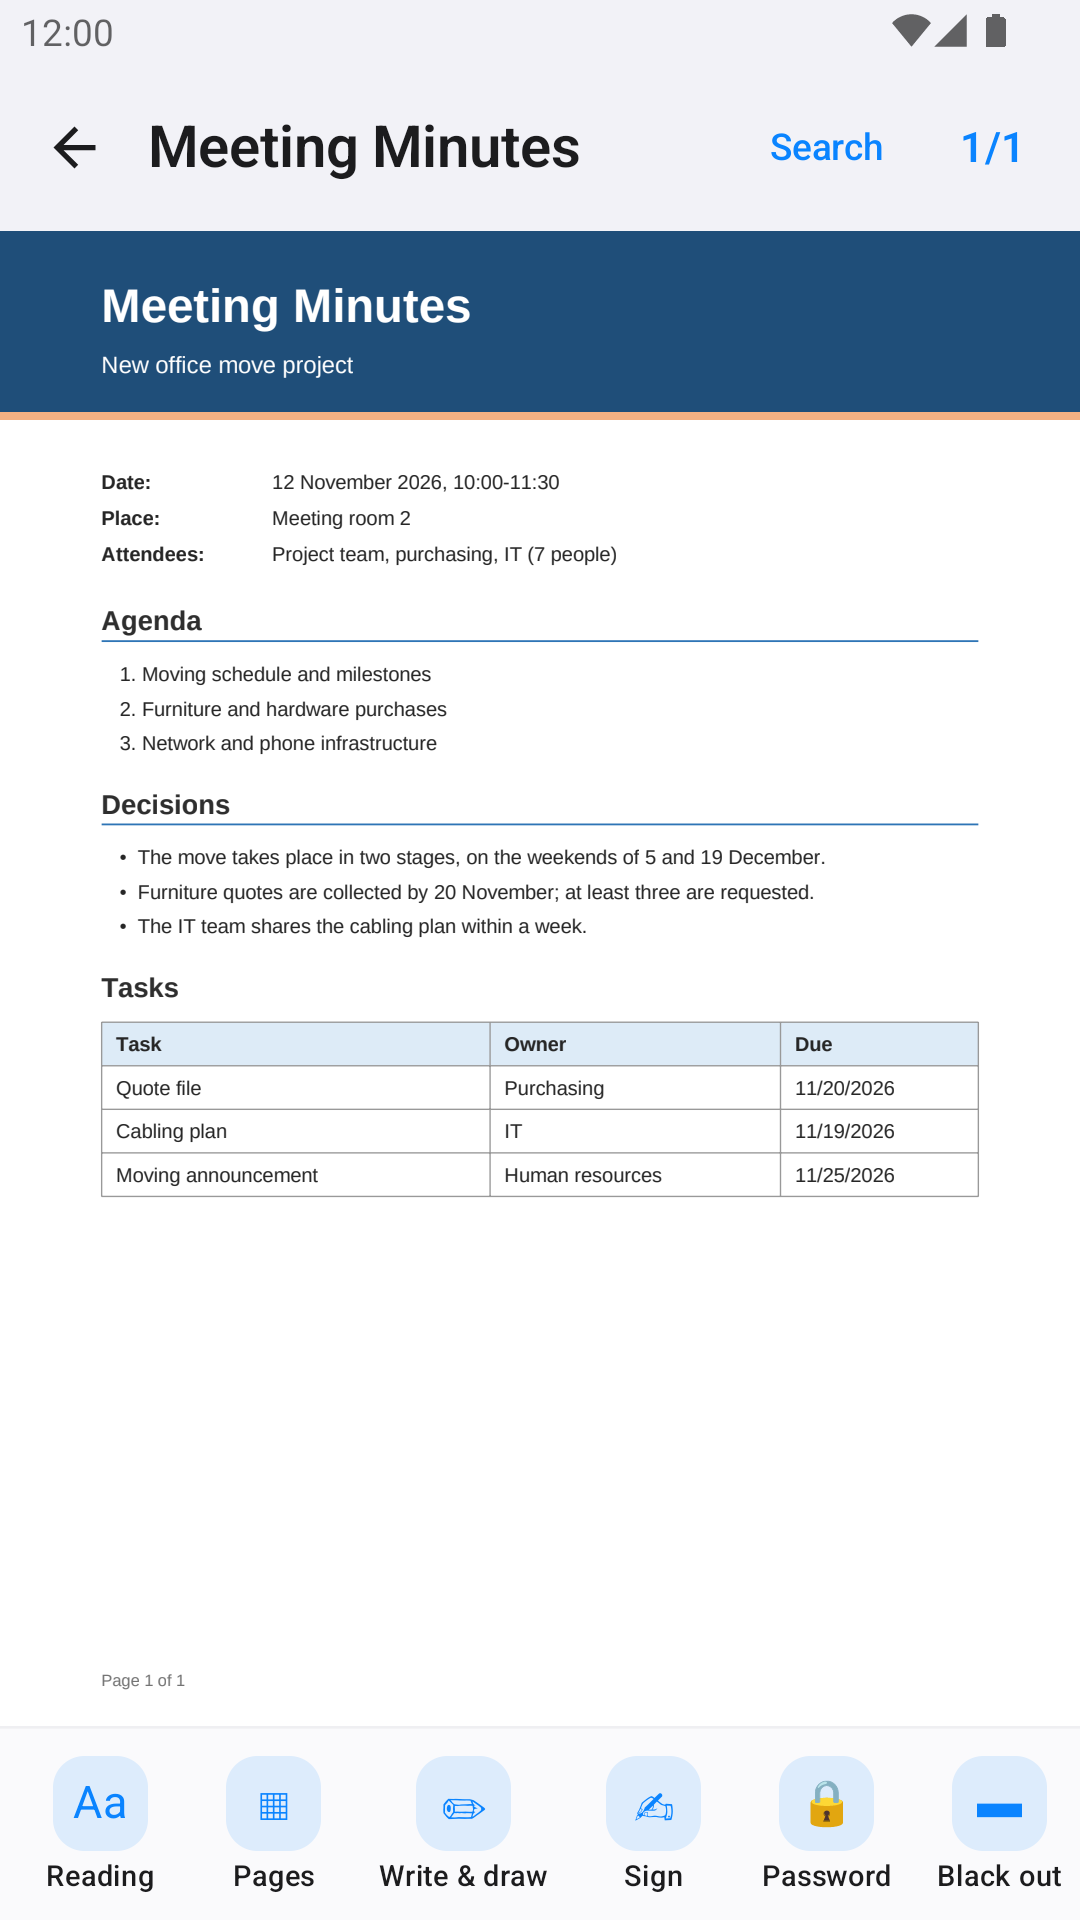 12:00
Meeting Minutes
Search
1/1
Meeting Minutes
New office move project
Date: 12 November 2026, 10:00-11:30
Place: Meeting room 2
Attendees: Project team, purchasing, IT (7 people)
Agenda
1. Moving schedule and milestones
2. Furniture and hardware purchases
3. Network and phone infrastructure
Decisions
• The move takes place in two stages, on the weekends of 5 and 19 December.
• Furniture quotes are collected by 20 November; at least three are requested.
• The IT team shares the cabling plan within a week.
Tasks
Task Owner Due
Quote file Purchasing 11/20/2026
Cabling plan IT 11/19/2026
Moving announcement Human resources 11/25/2026
Page 1 of 1
Aa
Reading Pages Write & draw Sign Password Black out